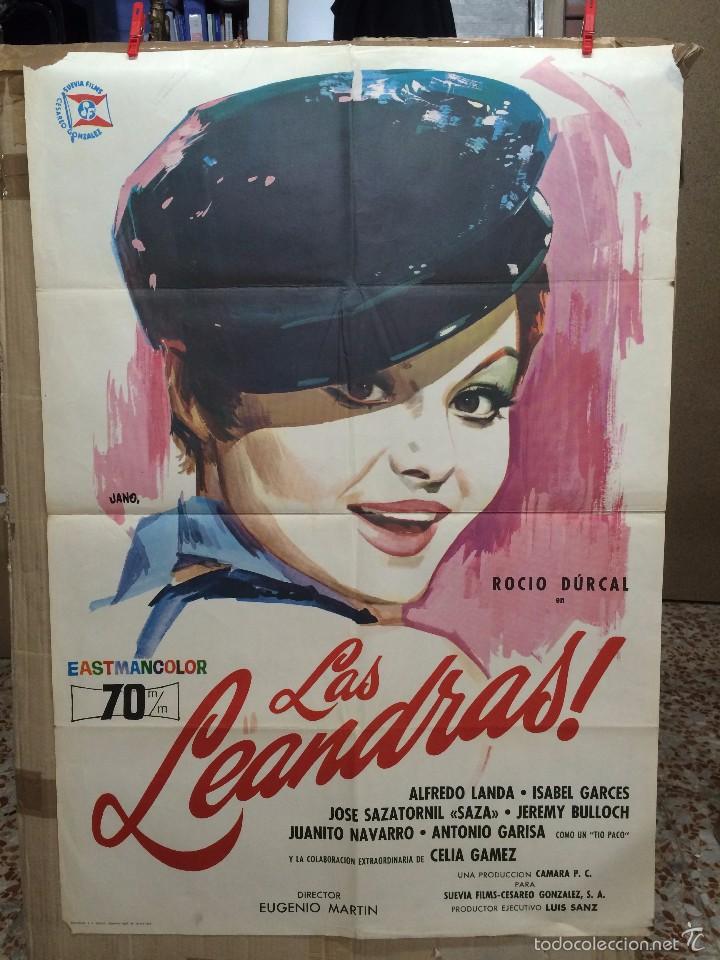 SUEVIA FILMS
CESAREO GONZALEZ
JANO,
ROCIO DÚRCAL
en
EASTMANCOLOR
70 m/m
Las
Leandras!
ALFREDO LANDA • ISABEL GARCES
JOSE SAZATORNIL «SAZA» • JEREMY BULLOCH
JUANITO NAVARRO • ANTONIO GARISA COMO UN "TIO PACO"
Y LA COLABORACION EXTRAORDINARIA DE CELIA GAMEZ
UNA PRODUCCION CAMARA P. C.
PARA
SUEVIA FILMS-CESAREO GONZALEZ, S. A.
PRODUCTOR EJECUTIVO LUIS SANZ
DIRECTOR
EUGENIO MARTIN
© todocoleccion.net TC